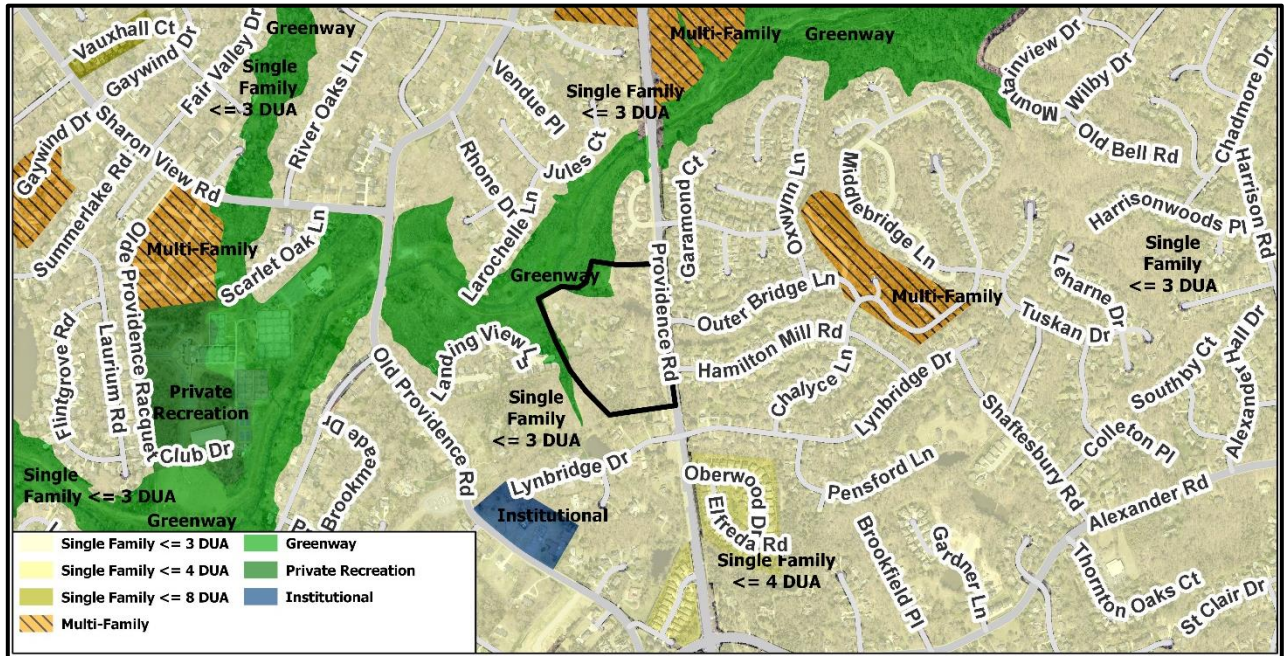 Vauxhall Ct
Gaywind Dr
Fair Valley Dr
Greenway
Single
Family
<= 3 DUA
River Oaks Ln
Vendue Pl
Single Family
<= 3 DUA
Multi-Family
Greenway
Mountainview Dr
Wilby Dr
Old Bell Rd
Chadmore Dr
Harrison Rd
Gaywind Dr
Sharon View Rd
Summerlake Rd
Rhone Dr
Jules Ct
Larochelle Ln
Garamond Ct
Oxwynn Ln
Middlebridge Ln
Harrisonwoods Pl
Single
Family
<= 3 DUA
Multi-Family
Scarlet Oak Ln
Olde Providence Racquet
Club Dr
Greenway
Providence Rd
Outer Bridge Ln
Multi-Family
Leharne Dr
Tuskan Dr
Flintgrove Rd
Laurium Rd
Private
Recreation
Old Providence Rd
Landing View L
Hamilton Mill Rd
Chalyce Ln
Lynbridge Dr
Southby Ct
Alexander Hall Dr
Single
Family
<= 3 DUA
Brookmeade Dr
Lynbridge Dr
Shaftesbury Rd
Colleton Pl
Single
Family <= 3 DUA
Greenway
Institutional
Oberwood Dr
Elfreda Rd
Pensford Ln
Alexander Rd
Single Family
<= 4 DUA
Brookfield Pl
Gardner Ln
Thornton Oaks Ct
St Clair Dr
Single Family <= 3 DUA
Single Family <= 4 DUA
Single Family <= 8 DUA
Multi-Family
Greenway
Private Recreation
Institutional